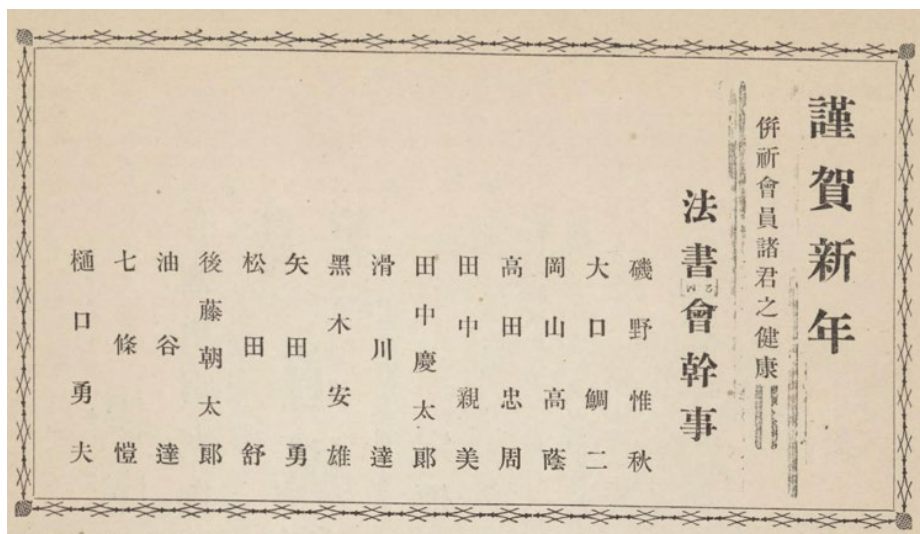 謹賀新年
併祈會員諸君之健康
法書會幹事
磯野惟秋
大口鯛二
岡山高蔭
高田忠周
田中親美
田中慶太郎
滑川達
黑木安雄
矢田勇
松田舒
後藤朝太郎
油谷達
七條愷
樋口勇夫